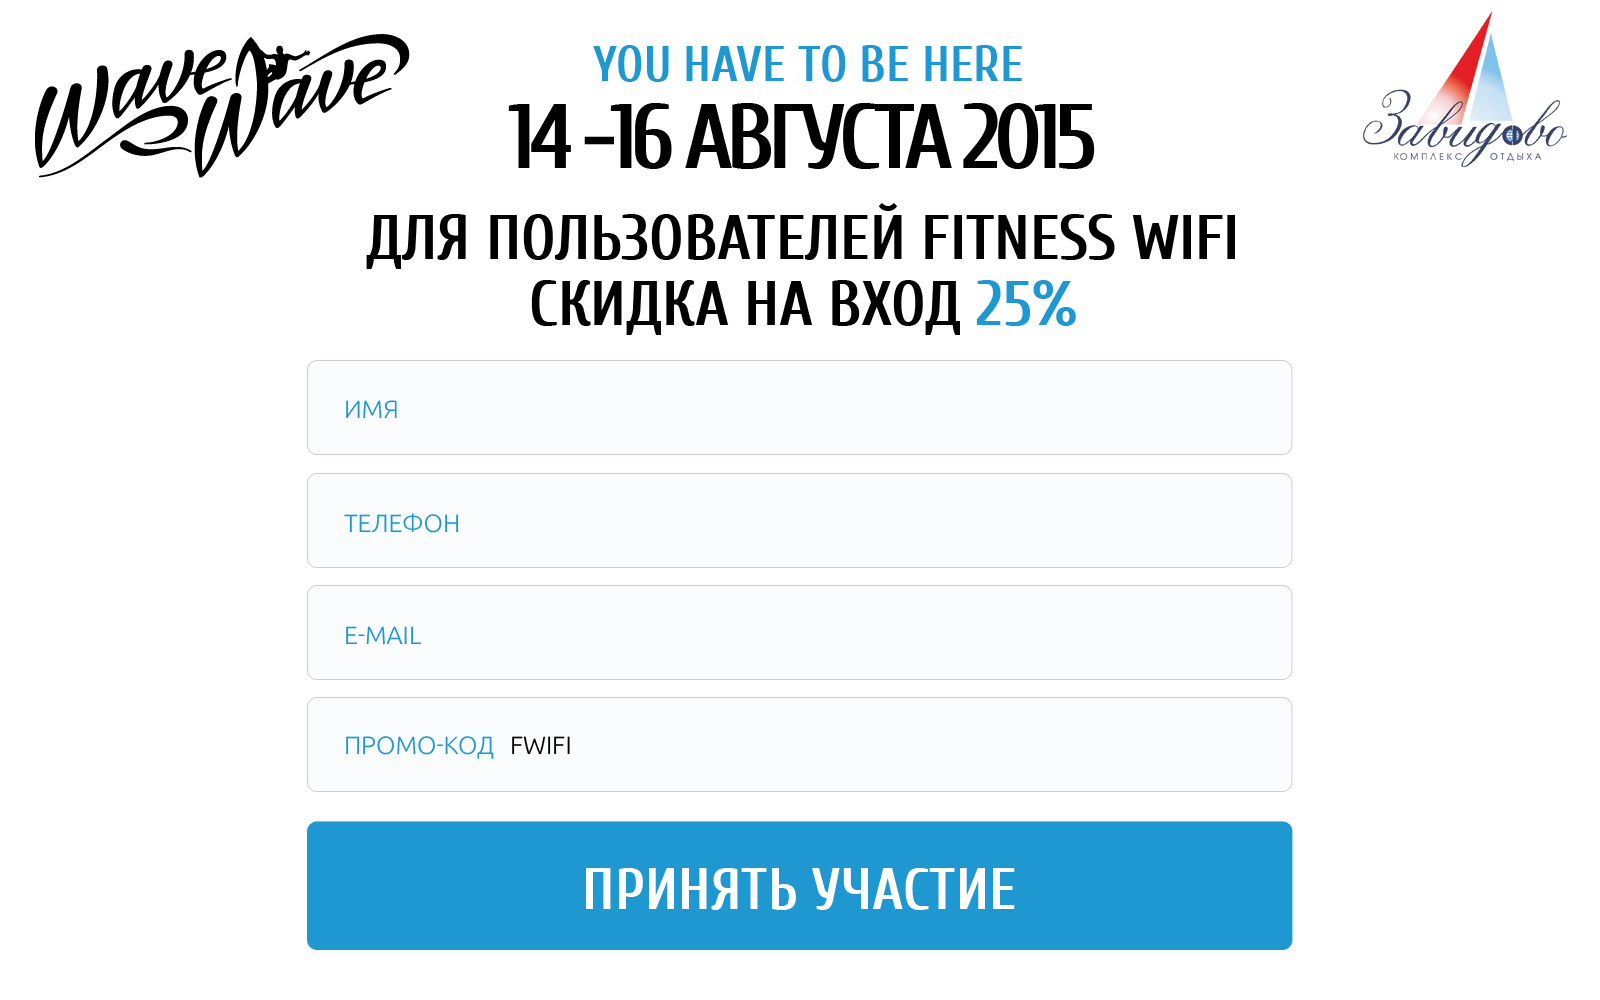 Wave
Wave
YOU HAVE TO BE HERE
14 –16 АВГУСТА 2015
Завидово
КОМПЛЕКС ОТДЫХА
ДЛЯ ПОЛЬЗОВАТЕЛЕЙ FITNESS WIFI
СКИДКА НА ВХОД 25%
ИМЯ
ТЕЛЕФОН
E-MAIL
ПРОМО-КОД FWIFI
ПРИНЯТЬ УЧАСТИЕ